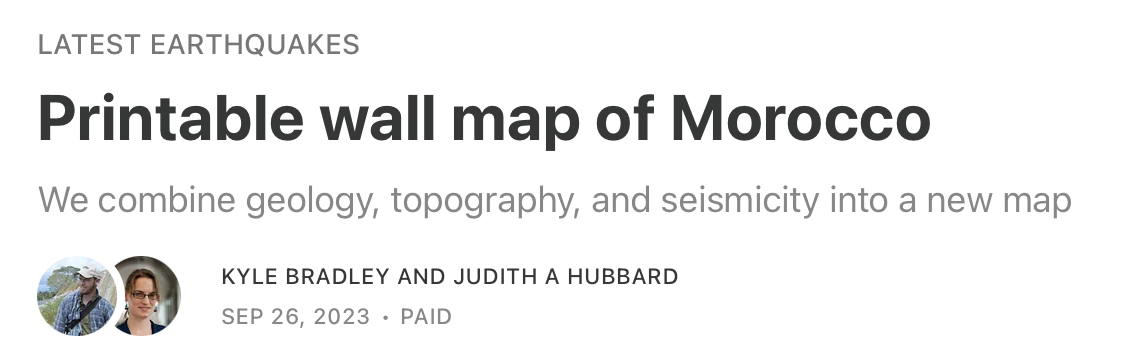 LATEST EARTHQUAKES
Printable wall map of Morocco
We combine geology, topography, and seismicity into a new map
KYLE BRADLEY AND JUDITH A HUBBARD
SEP 26, 2023 • PAID